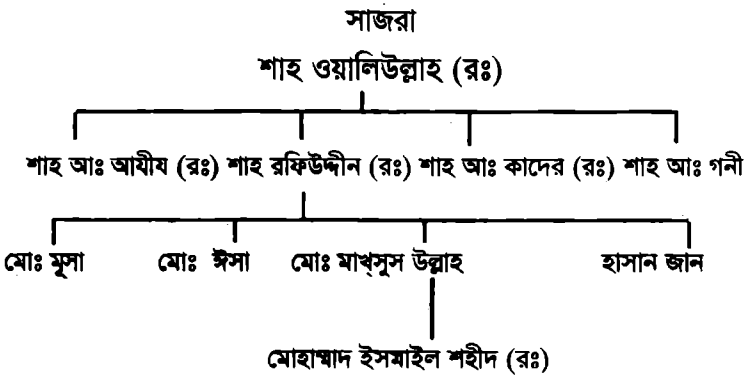 সাজরা
শাহ ওয়ালিউল্লাহ (রঃ)
শাহ আঃ আযীয (রঃ) শাহ রফিউদ্দীন (রঃ) শাহ আঃ কাদের (রঃ) শাহ আঃ গনী
মোঃ মূসা মোঃ ঈসা মোঃ মাখ্সুস উল্লাহ হাসান জান
মোহাম্মাদ ইসমাইল শহীদ (রঃ)